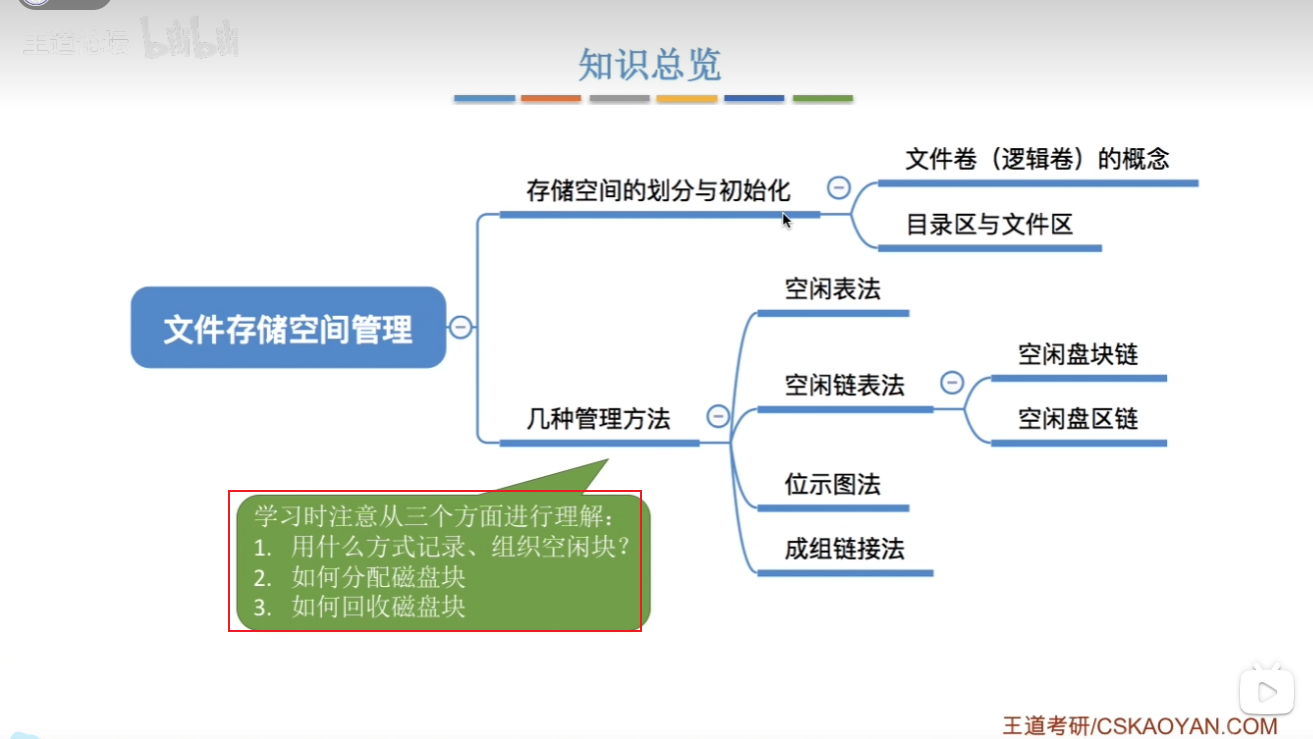 王道论坛 bilibili
知识总览
文件卷（逻辑卷）的概念
存储空间的划分与初始化
目录区与文件区
空闲表法
文件存储空间管理
空闲盘块链
空闲链表法
几种管理方法
空闲盘区链
位示图法
学习时注意从三个方面进行理解：
1. 用什么方式记录、组织空闲块？
2. 如何分配磁盘块
3. 如何回收磁盘块
成组链接法
王道考研/CSKAOYAN.COM